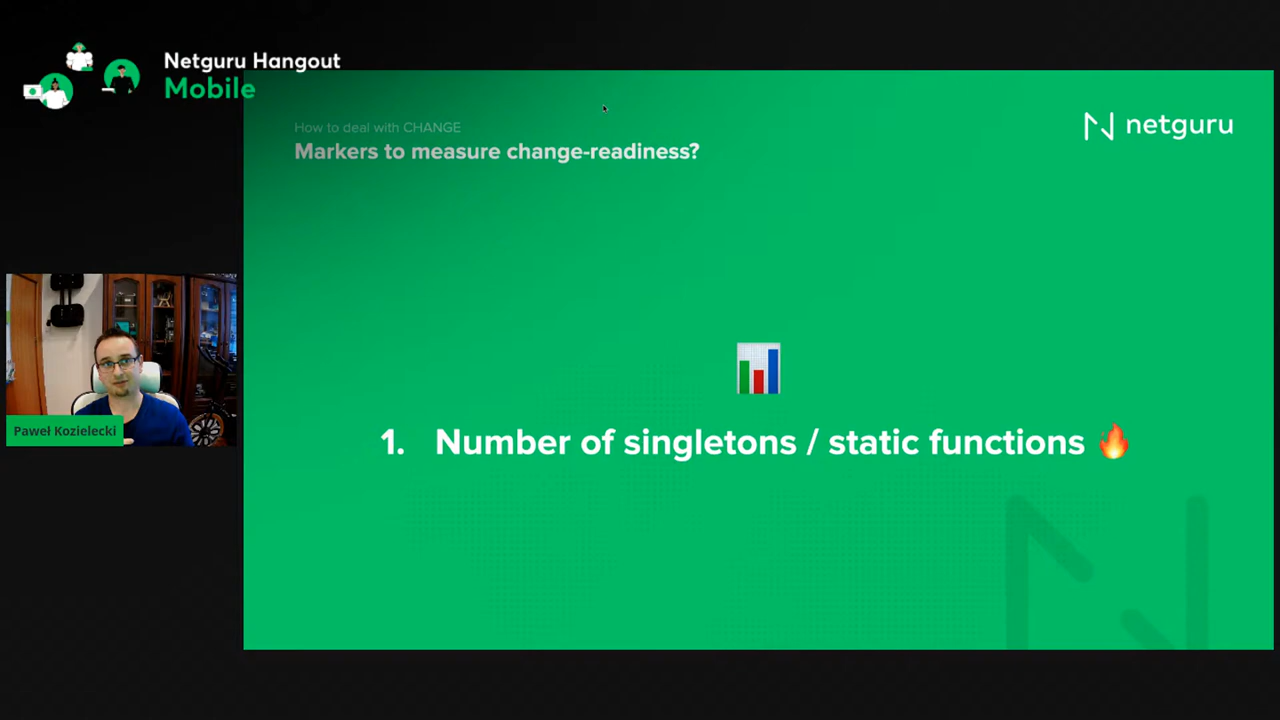 Netguru Hangout
Mobile
How to deal with CHANGE
Markers to measure change-readiness?
netguru
1. Number of singletons / static functions 🔥
Paweł Kozielecki